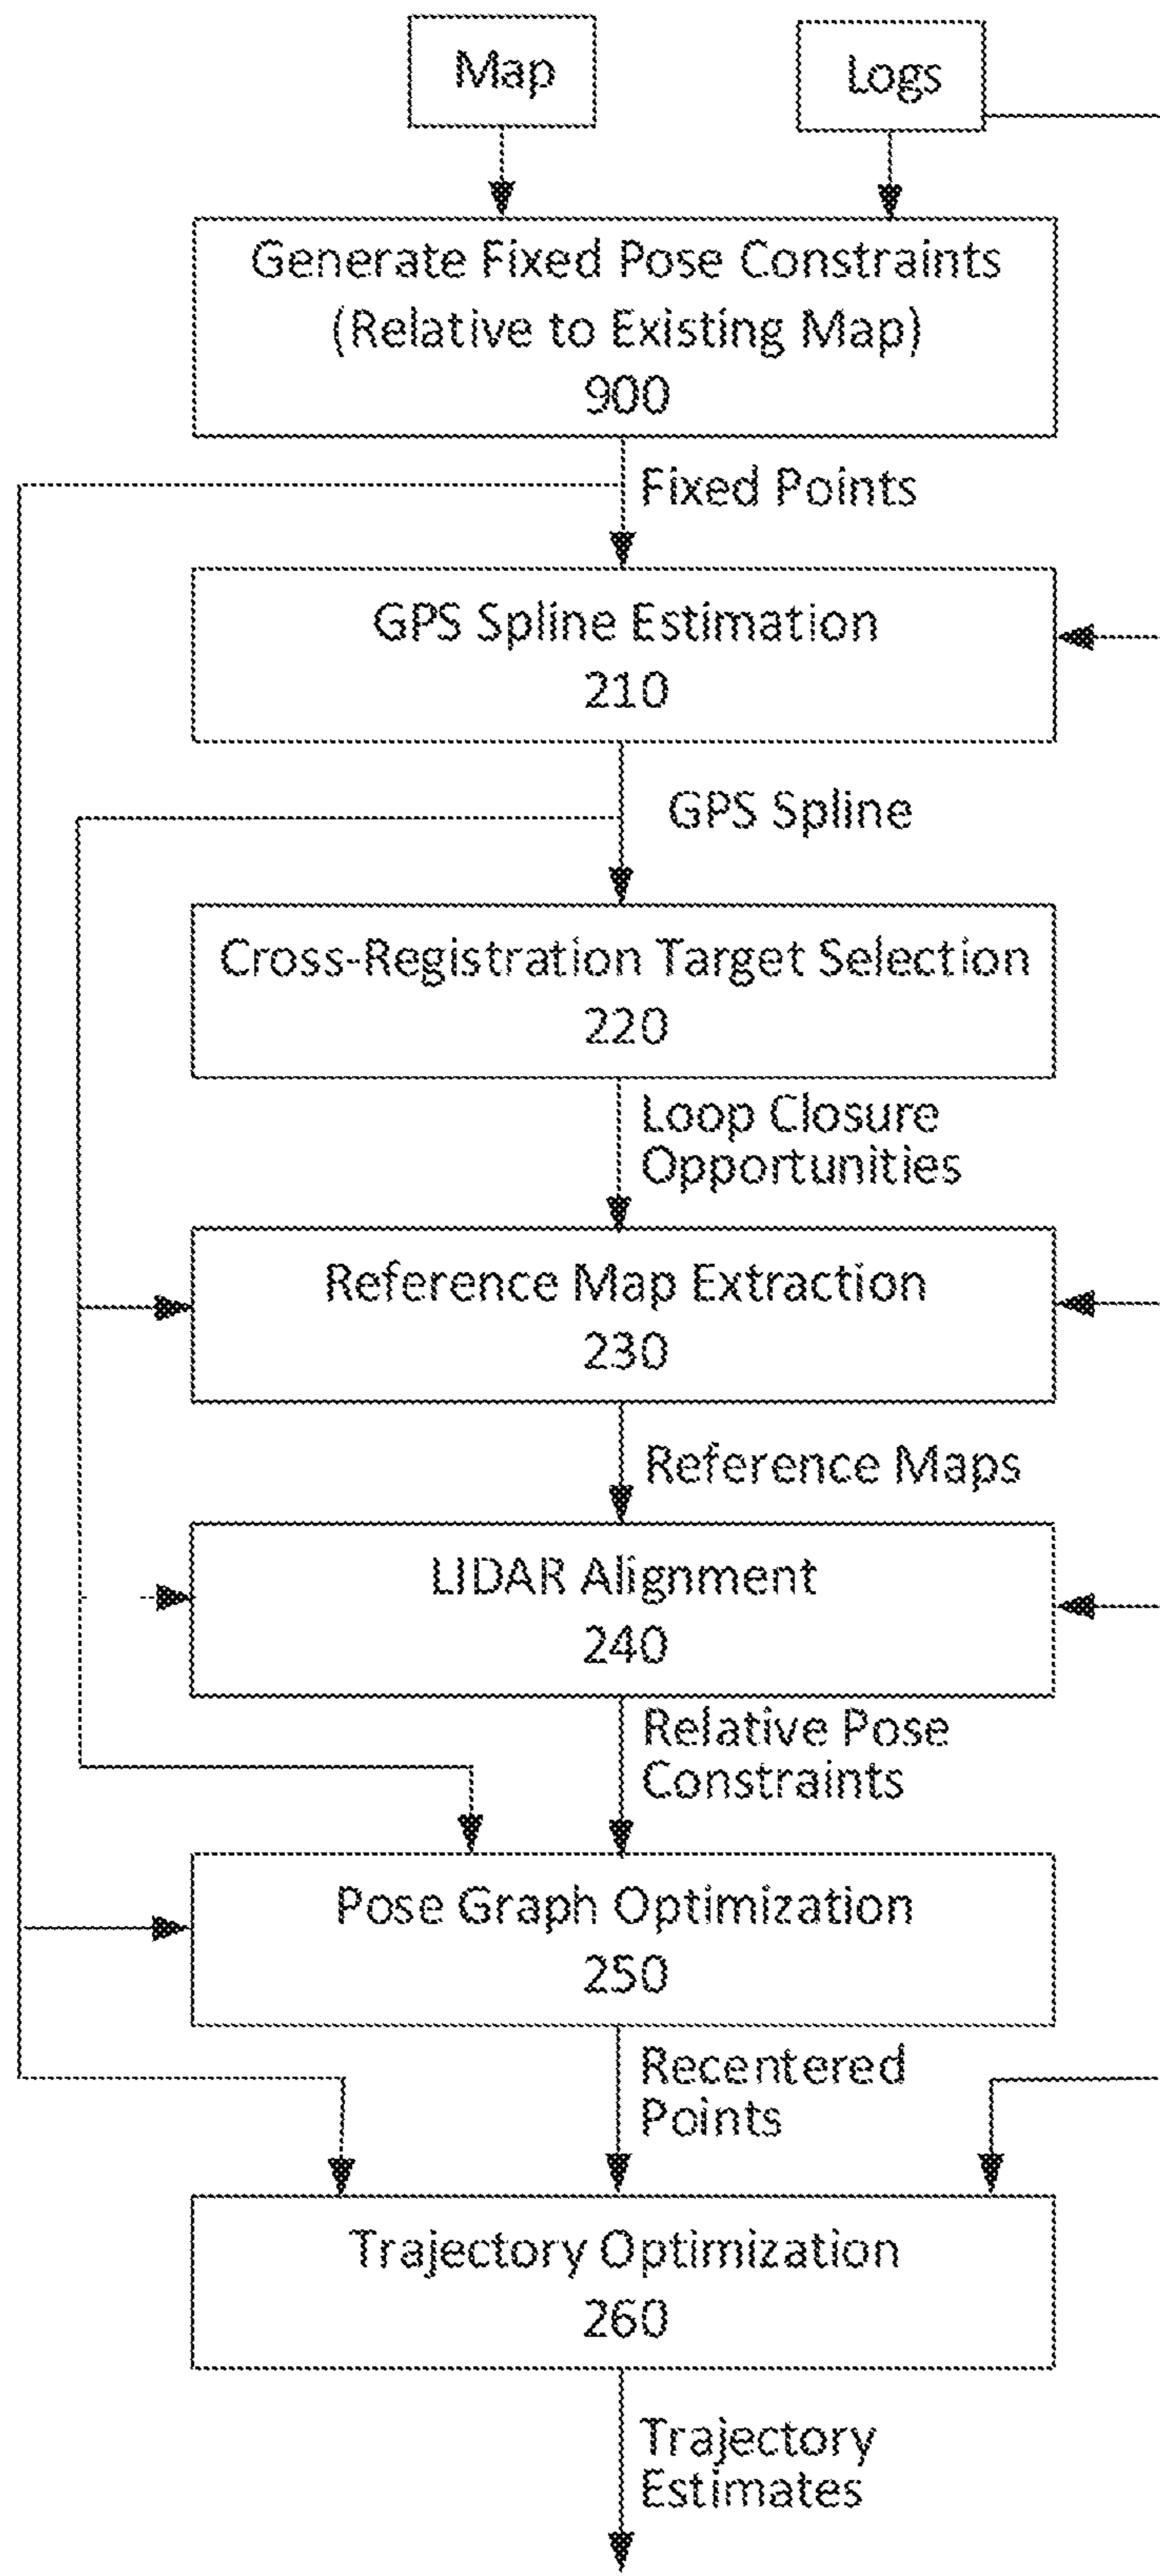 Map
Logs
Generate Fixed Pose Constraints
(Relative to Existing Map)
900
Fixed Points
GPS Spline Estimation
210
GPS Spline
Cross-Registration Target Selection
220
Loop Closure
Opportunities
Reference Map Extraction
230
Reference Maps
LIDAR Alignment
240
Relative Pose
Constraints
Pose Graph Optimization
250
Recentered
Points
Trajectory Optimization
260
Trajectory
Estimates